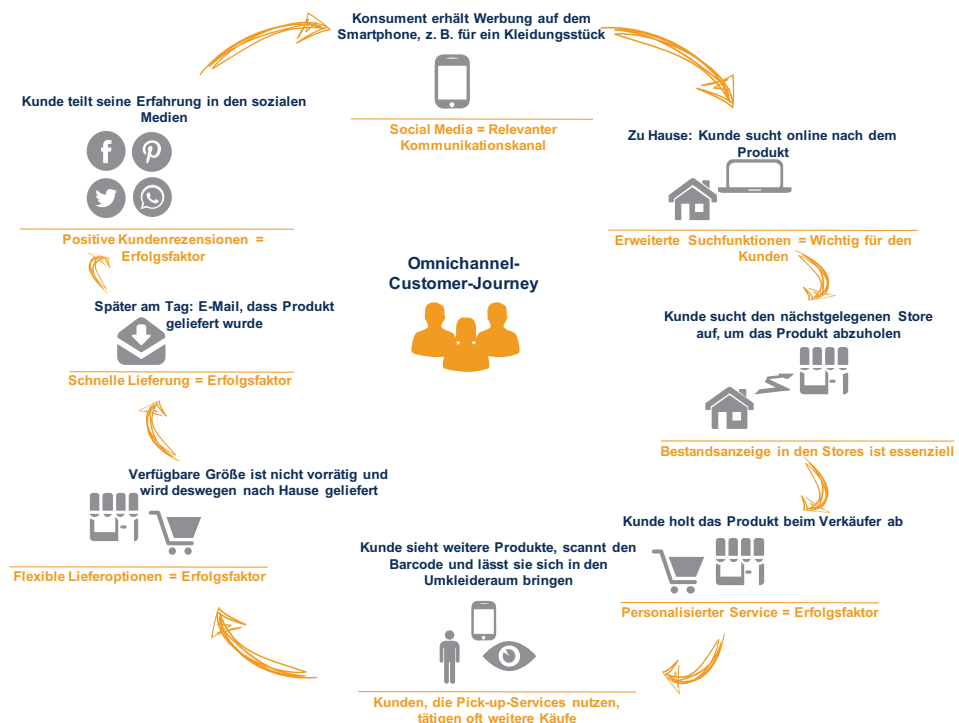 Konsument erhält Werbung auf dem
Smartphone, z. B. für ein Kleidungsstück
Social Media = Relevanter
Kommunikationskanal
Zu Hause: Kunde sucht online nach dem
Produkt
Erweiterte Suchfunktionen = Wichtig für den
Kunden
Kunde sucht den nächstgelegenen Store
auf, um das Produkt abzuholen
Bestandsanzeige in den Stores ist essenziell
Kunde holt das Produkt beim Verkäufer ab
Personalisierter Service = Erfolgsfaktor
Kunde sieht weitere Produkte, scannt den
Barcode und lässt sie sich in den
Umkleideraum bringen
Kunden, die Pick-up-Services nutzen,
tätigen oft weitere Käufe
Verfügbare Größe ist nicht vorrätig und
wird deswegen nach Hause geliefert
Flexible Lieferoptionen = Erfolgsfaktor
Später am Tag: E-Mail, dass Produkt
geliefert wurde
Schnelle Lieferung = Erfolgsfaktor
Kunde teilt seine Erfahrung in den sozialen
Medien
Positive Kundenrezensionen =
Erfolgsfaktor
Omnichannel-
Customer-Journey